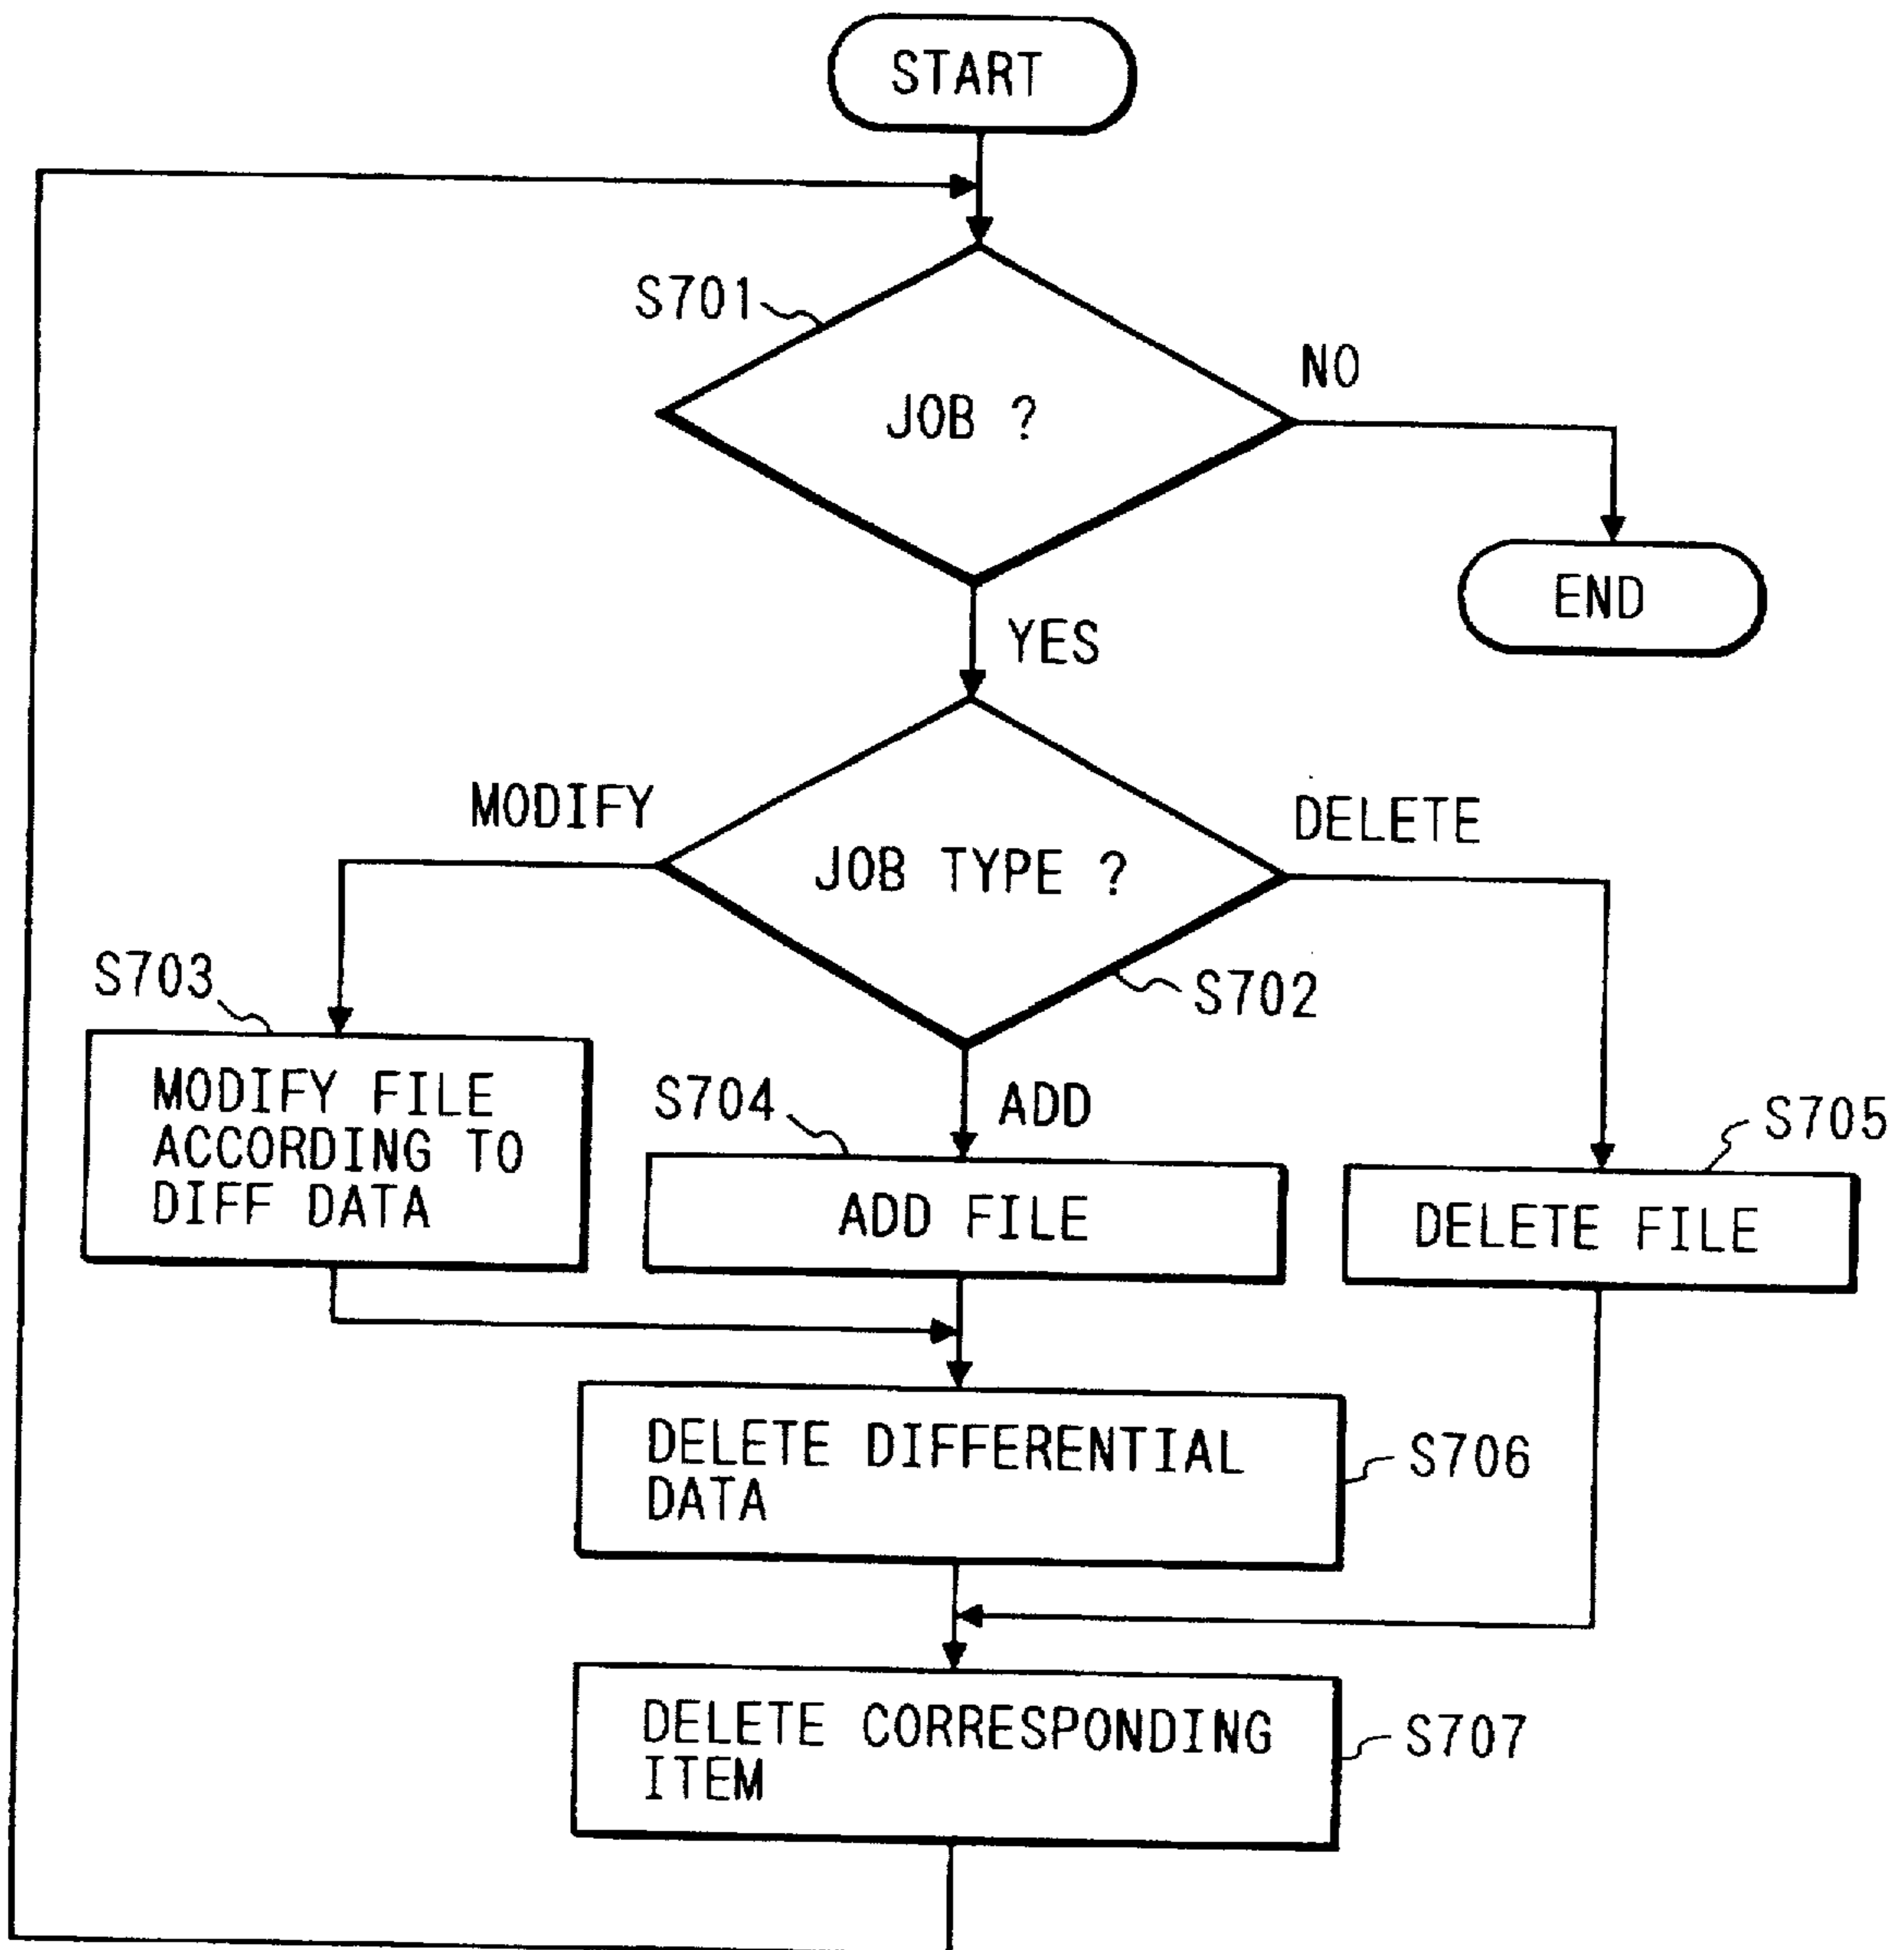 START
S701
NO
JOB ?
END
YES
MODIFY
DELETE
JOB TYPE ?
S703
S702
MODIFY FILE
ACCORDING TO
DIFF DATA
S704
ADD
S705
ADD FILE
DELETE FILE
DELETE DIFFERENTIAL
DATA
S706
DELETE CORRESPONDING
ITEM
S707